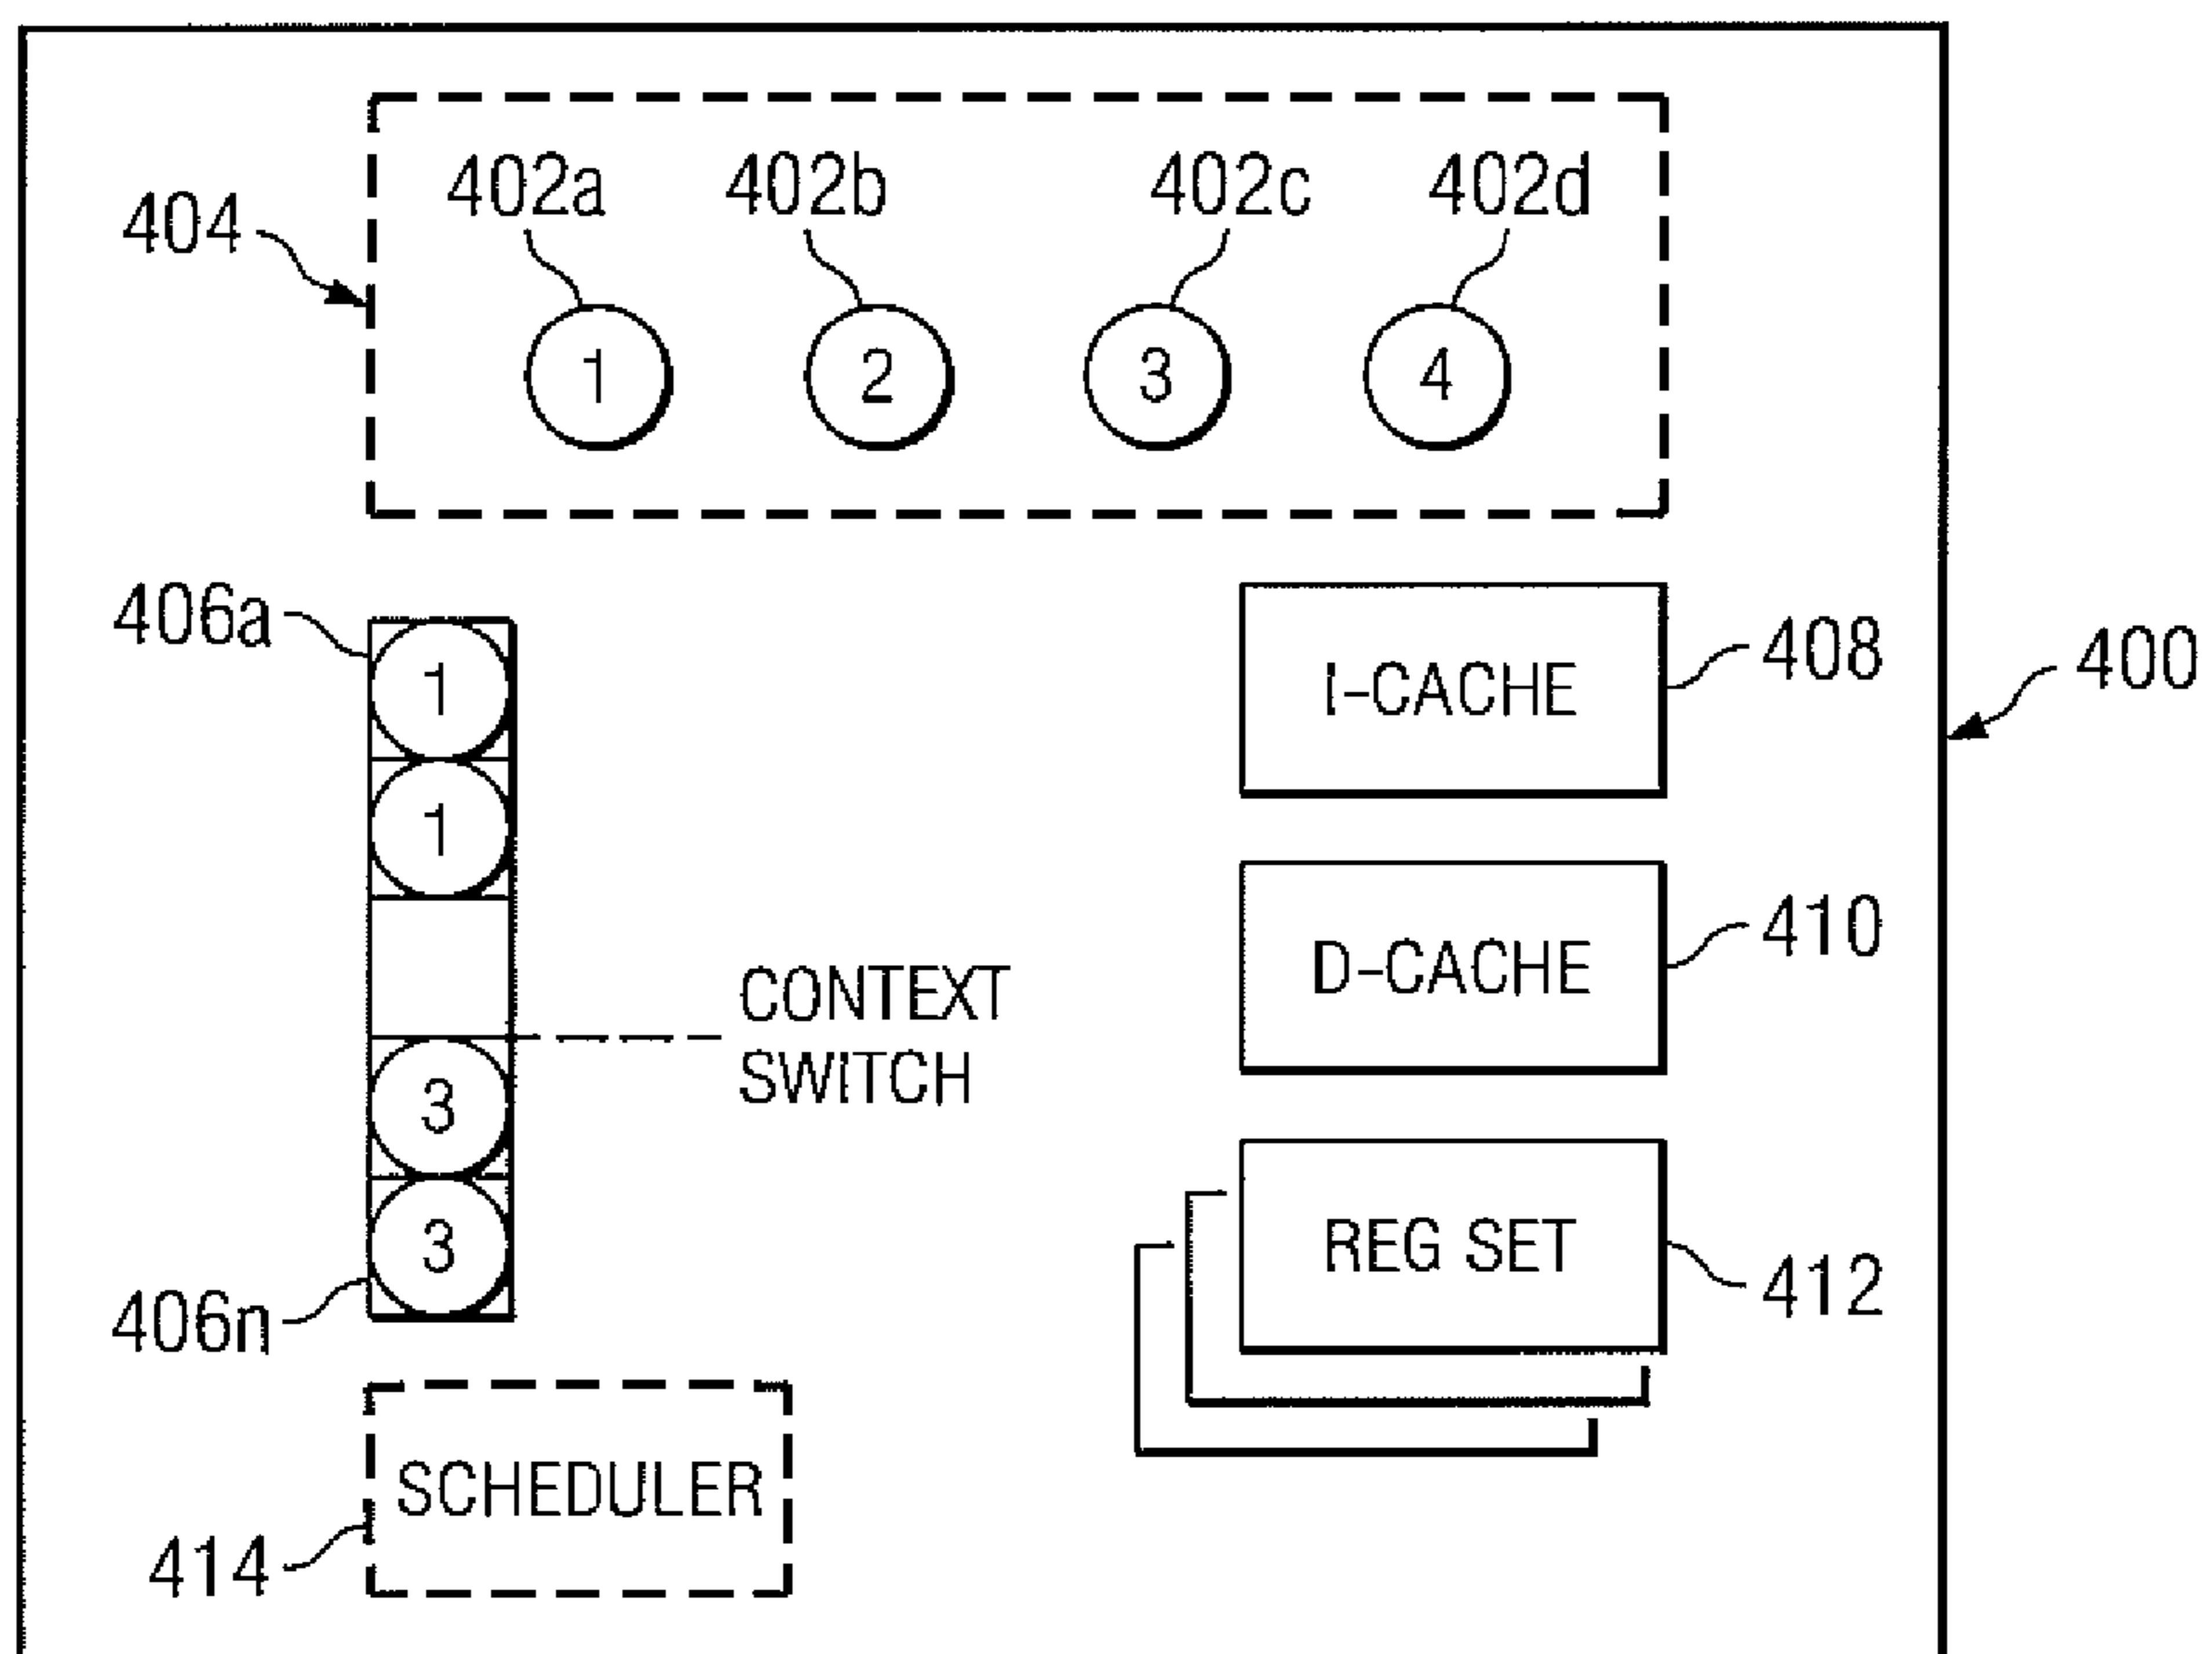 402a 402b 402c 402d
404
1 2 3 4
406a
1
I-CACHE
408
400
1
D-CACHE
410
CONTEXT
SWITCH
3
REG SET
412
3
406n
SCHEDULER
414